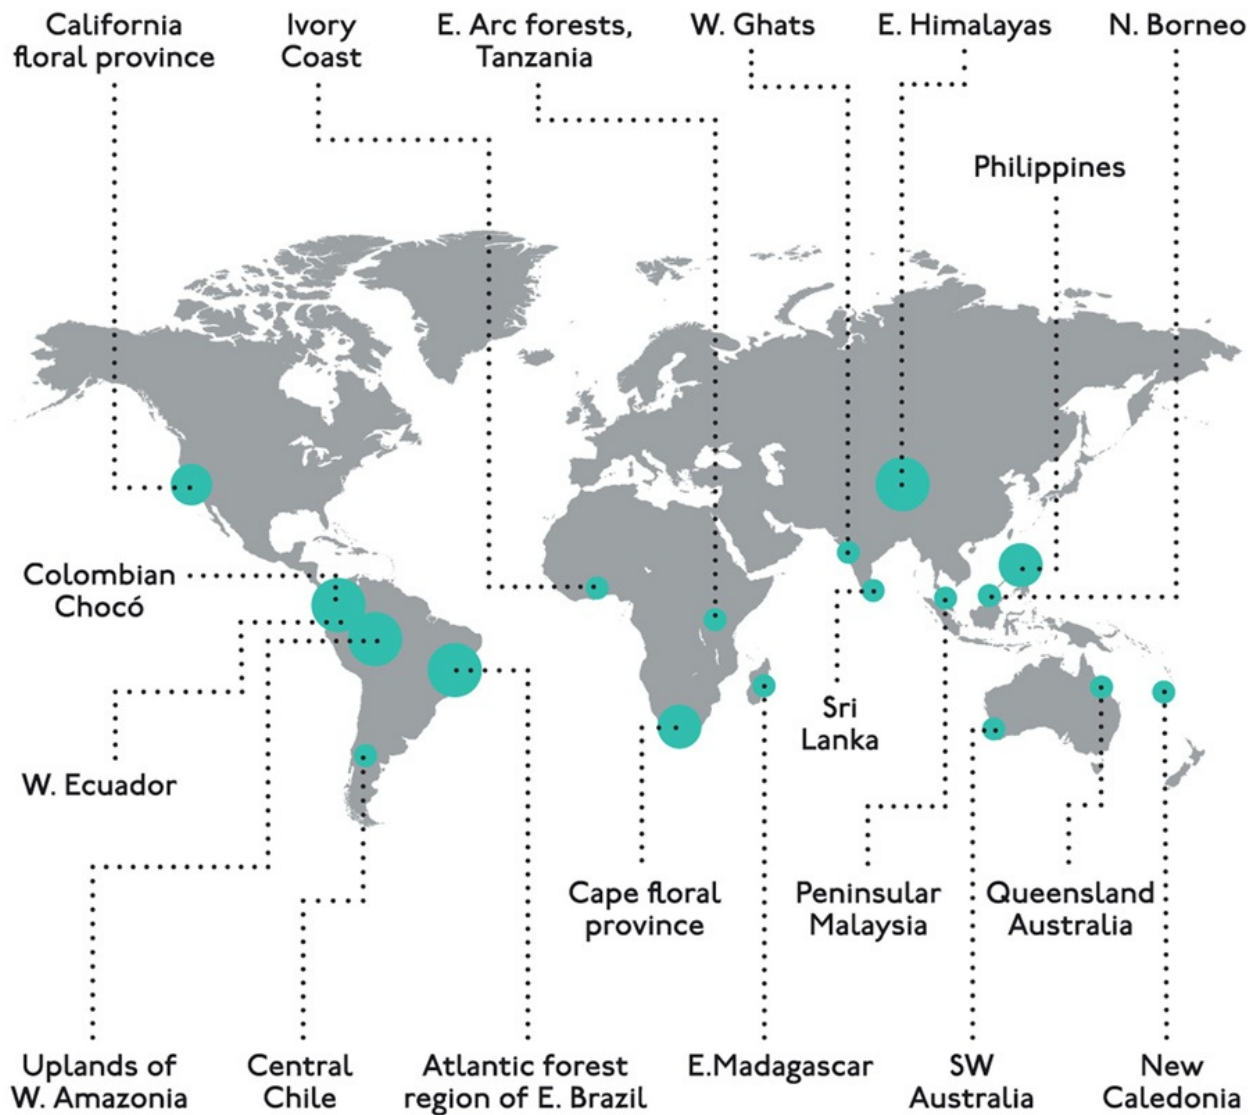 California
floral province
Ivory
Coast
E. Arc forests,
Tanzania
W. Ghats
E. Himalayas
N. Borneo
Philippines
Colombian
Chocó
W. Ecuador
Sri
Lanka
Cape floral
province
Peninsular
Malaysia
Queensland
Australia
Uplands of
W. Amazonia
Central
Chile
Atlantic forest
region of E. Brazil
E.Madagascar
SW
Australia
New
Caledonia